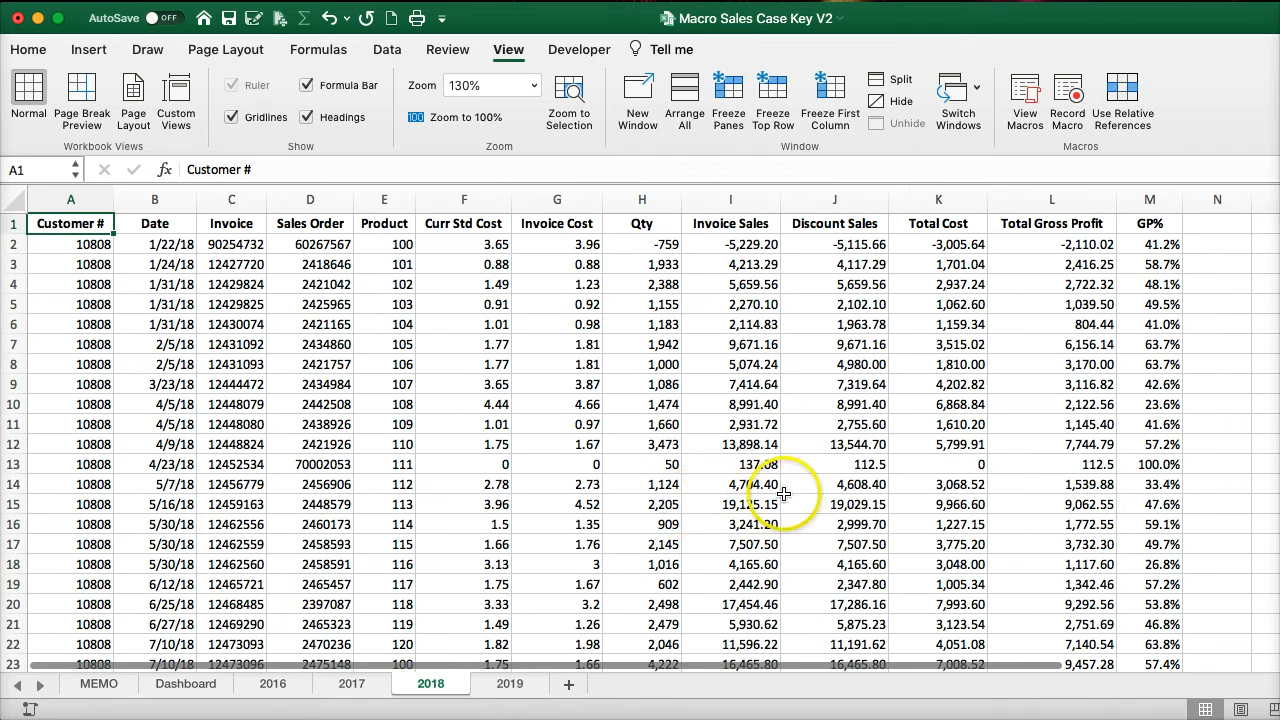 AutoSave OFF Macro Sales Case Key V2
Home Insert Draw Page Layout Formulas Data Review View Developer Tell me
Normal Page Break Preview Page Layout Custom Views
Workbook Views
Ruler Formula Bar
Gridlines Headings
Show
Zoom 130%
100 Zoom to 100%
Zoom to Selection
Zoom
New Window Arrange All Freeze Panes Freeze Top Row Freeze First Column
Split
Hide
Unhide
Switch Windows
Window
View Macros Record Macro Use Relative References
Macros
A1 fx Customer #
A B C D E F G H I J K L M N
1 Customer # Date Invoice Sales Order Product Curr Std Cost Invoice Cost Qty Invoice Sales Discount Sales Total Cost Total Gross Profit GP%
2 10808 1/22/18 90254732 60267567 100 3.65 3.96 -759 -5,229.20 -5,115.66 -3,005.64 -2,110.02 41.2%
3 10808 1/24/18 12427720 2418646 101 0.88 0.88 1,933 4,213.29 4,117.29 1,701.04 2,416.25 58.7%
4 10808 1/31/18 12429824 2421042 102 1.49 1.23 2,388 5,659.56 5,659.56 2,937.24 2,722.32 48.1%
5 10808 1/31/18 12429825 2425965 103 0.91 0.92 1,155 2,270.10 2,102.10 1,062.60 1,039.50 49.5%
6 10808 1/31/18 12430074 2421165 104 1.01 0.98 1,183 2,114.83 1,963.78 1,159.34 804.44 41.0%
7 10808 2/5/18 12431092 2434860 105 1.77 1.81 1,942 9,671.16 9,671.16 3,515.02 6,156.14 63.7%
8 10808 2/5/18 12431093 2421757 106 1.77 1.81 1,000 5,074.24 4,980.00 1,810.00 3,170.00 63.7%
9 10808 3/23/18 12444472 2434984 107 3.65 3.87 1,086 7,414.64 7,319.64 4,202.82 3,116.82 42.6%
10 10808 4/5/18 12448079 2442508 108 4.44 4.66 1,474 8,991.40 8,991.40 6,868.84 2,122.56 23.6%
11 10808 4/5/18 12448080 2438926 109 1.01 0.97 1,660 2,931.72 2,755.60 1,610.20 1,145.40 41.6%
12 10808 4/9/18 12448824 2421926 110 1.75 1.67 3,473 13,898.14 13,544.70 5,799.91 7,744.79 57.2%
13 10808 4/23/18 12452534 70002053 111 0 0 50 137.08 112.5 0 112.5 100.0%
14 10808 5/7/18 12456779 2456906 112 2.78 2.73 1,124 4,704.40 4,608.40 3,068.52 1,539.88 33.4%
15 10808 5/16/18 12459163 2448579 113 3.96 4.52 2,205 19,125.15 19,029.15 9,966.60 9,062.55 47.6%
16 10808 5/30/18 12462556 2460173 114 1.5 1.35 909 3,241.20 2,999.70 1,227.15 1,772.55 59.1%
17 10808 5/30/18 12462559 2458593 115 1.66 1.76 2,145 7,507.50 7,507.50 3,775.20 3,732.30 49.7%
18 10808 5/30/18 12462560 2458591 116 3.13 3 1,016 4,165.60 4,165.60 3,048.00 1,117.60 26.8%
19 10808 6/12/18 12465721 2465457 117 1.75 1.67 602 2,442.90 2,347.80 1,005.34 1,342.46 57.2%
20 10808 6/25/18 12468485 2397087 118 3.33 3.2 2,498 17,454.46 17,286.16 7,993.60 9,292.56 53.8%
21 10808 6/27/18 12469290 2465323 119 1.49 1.26 2,479 5,930.62 5,875.23 3,123.54 2,751.69 46.8%
22 10808 7/10/18 12473093 2470236 120 1.82 1.98 2,046 11,596.22 11,191.62 4,051.08 7,140.54 63.8%
23 10808 7/10/18 12473096 2475148 100 1.75 1.66 4,222 16,465.80 16,465.80 7,008.52 9,457.28 57.4%
MEMO Dashboard 2016 2017 2018 2019